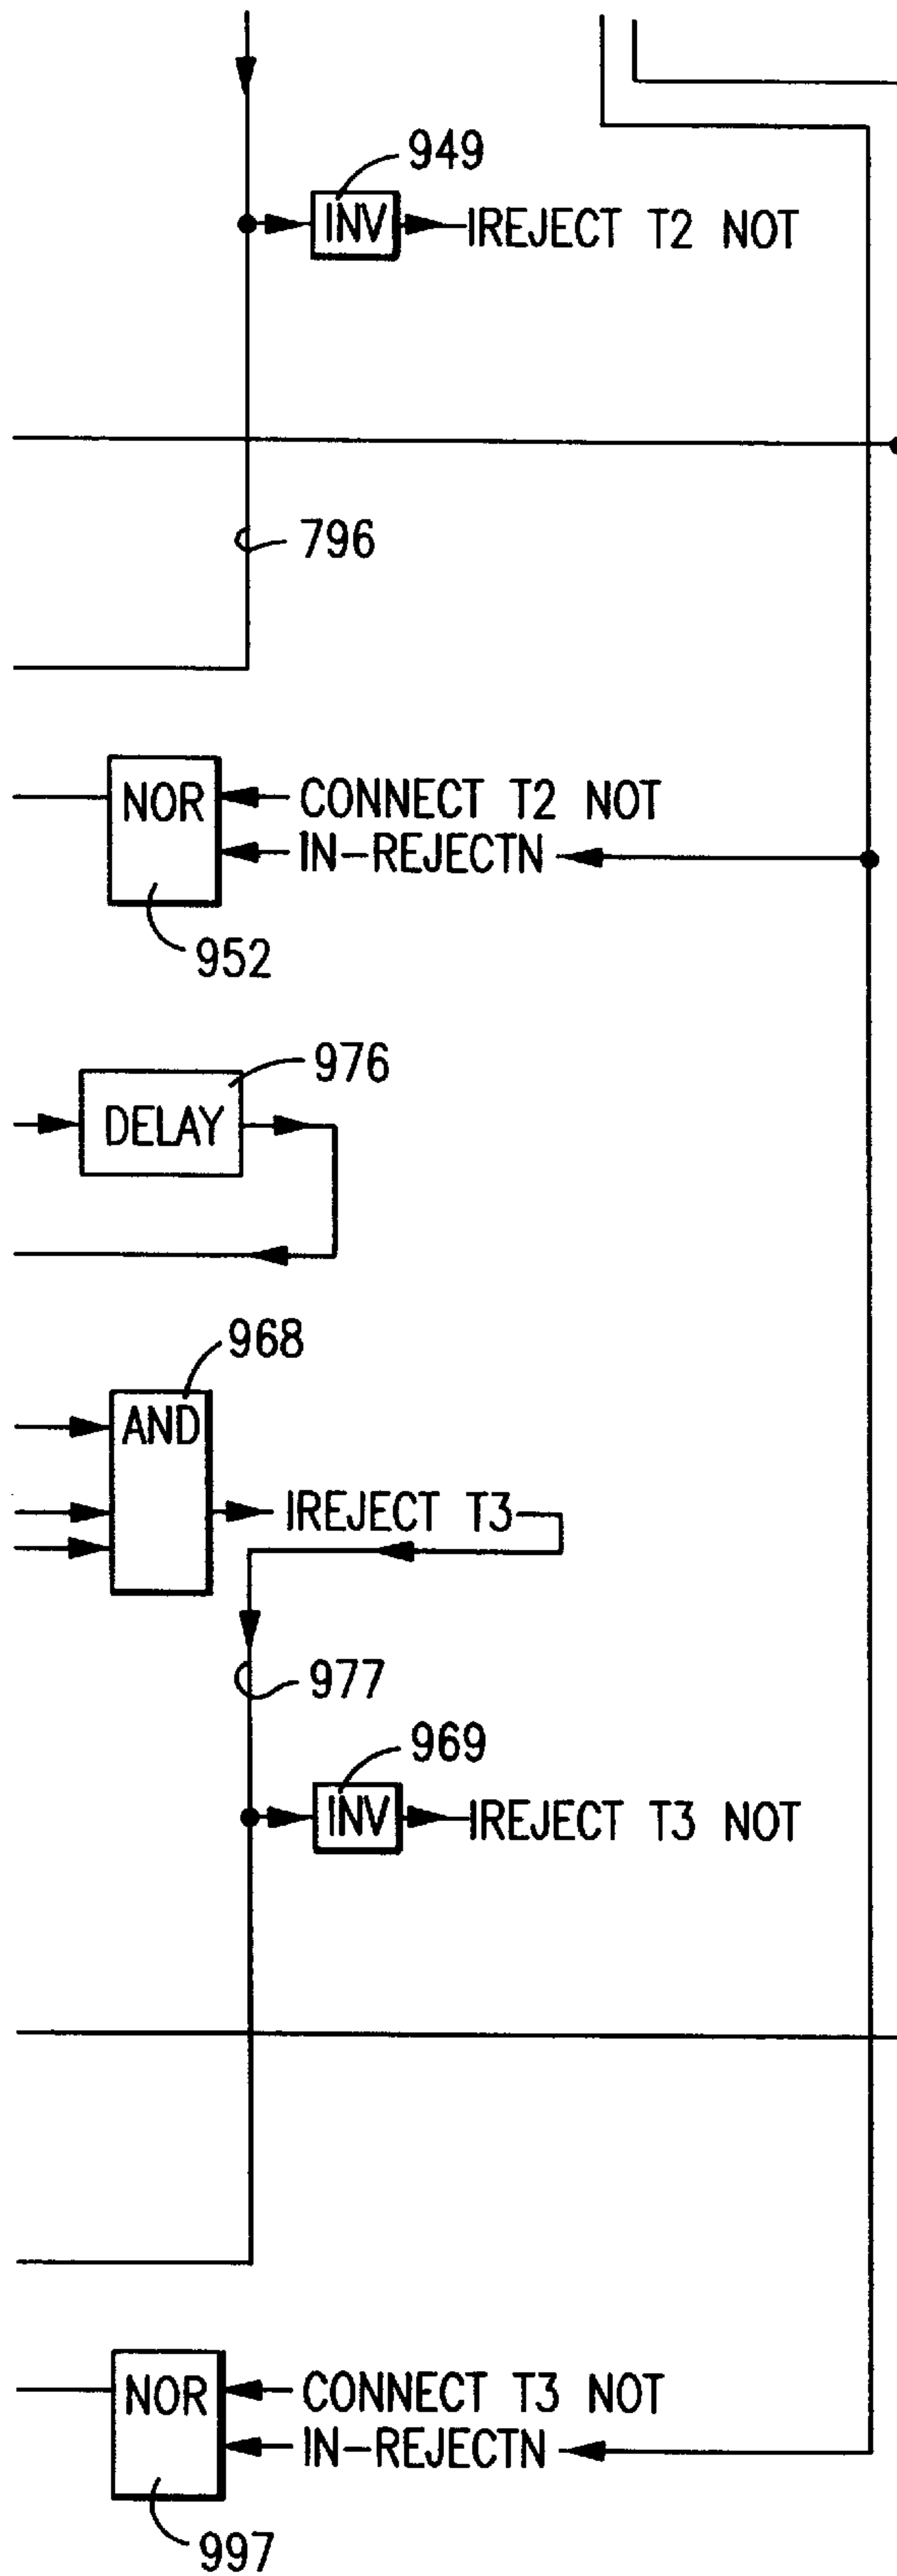 949
INV
IREJECT T2 NOT
796
NOR
CONNECT T2 NOT
IN-REJECTN
952
976
DELAY
968
AND
IREJECT T3
977
969
INV
IREJECT T3 NOT
NOR
CONNECT T3 NOT
IN-REJECTN
997